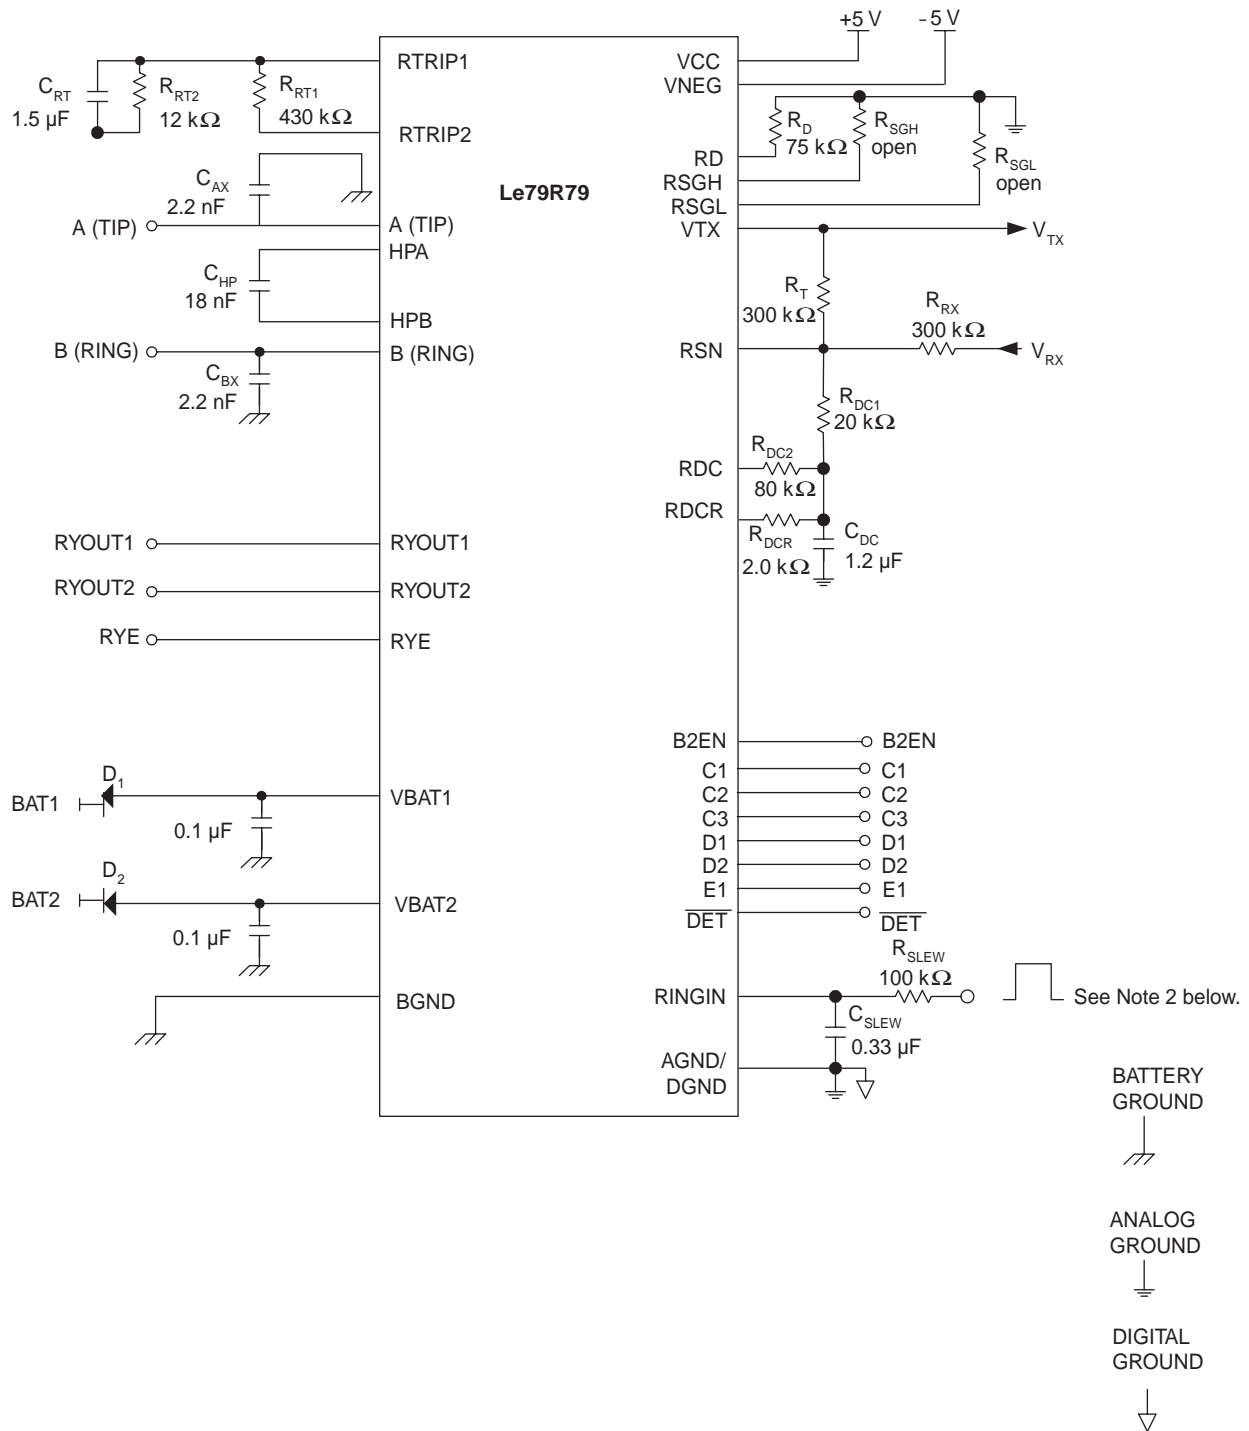 +5 V
-5 V
C_RT
1.5 µF
R_RT2
12 kΩ
R_RT1
430 kΩ
RTRIP1
RTRIP2
C_AX
2.2 nF
A (TIP)
A (TIP)
HPA
C_HP
18 nF
HPB
B (RING)
B (RING)
C_BX
2.2 nF
RYOUT1
RYOUT1
RYOUT2
RYOUT2
RYE
RYE
BAT1
D_1
0.1 µF
VBAT1
BAT2
D_2
0.1 µF
VBAT2
BGND
Le79R79
VCC
VNEG
R_D
75 kΩ
R_SGH
open
R_SGL
open
RD
RSGH
RSGL
VTX
V_TX
R_T
300 kΩ
R_RX
300 kΩ
RSN
V_RX
R_DC1
20 kΩ
RDC
R_DC2
80 kΩ
RDCR
R_DCR
2.0 kΩ
C_DC
1.2 µF
B2EN
B2EN
C1
C1
C2
C2
C3
C3
D1
D1
D2
D2
E1
E1
DET
DET
RINGIN
R_SLEW
100 kΩ
See Note 2 below.
C_SLEW
0.33 µF
AGND/
DGND
BATTERY
GROUND
ANALOG
GROUND
DIGITAL
GROUND